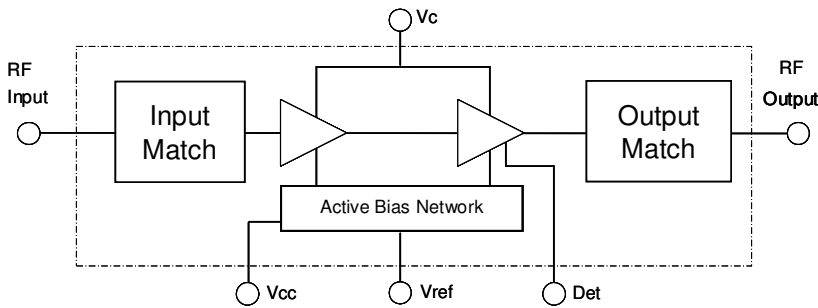 Vc
RF
Input
Input
Match
Output
Match
RF
Output
Active Bias Network
Vcc
Vref
Det